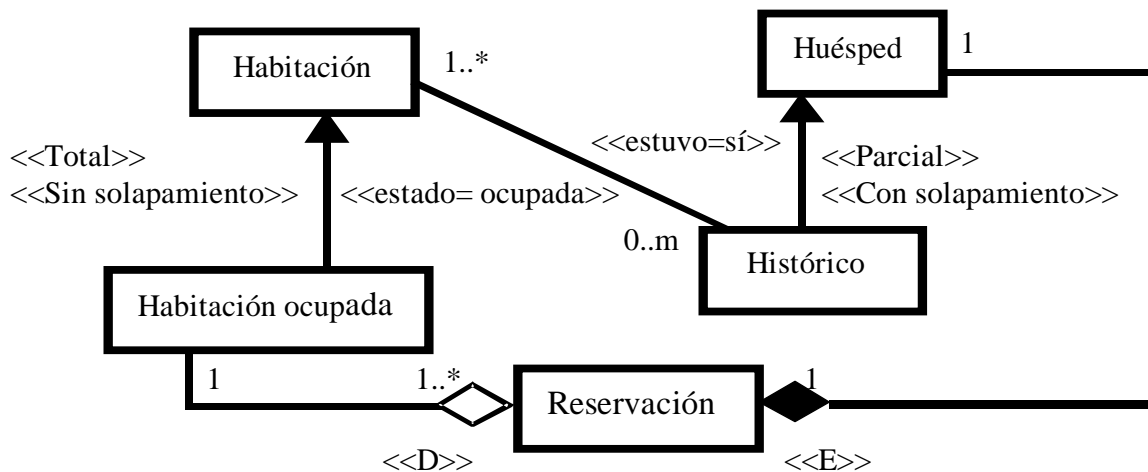 Habitación
1..*
Huésped
1
<<Total>>
<<Sin solapamiento>>
<<estado= ocupada>>
<<estuvo=sí>>
<<Parcial>>
<<Con solapamiento>>
0..m
Histórico
Habitación ocupada
1
1..*
Reservación
1
<<D>>
<<E>>